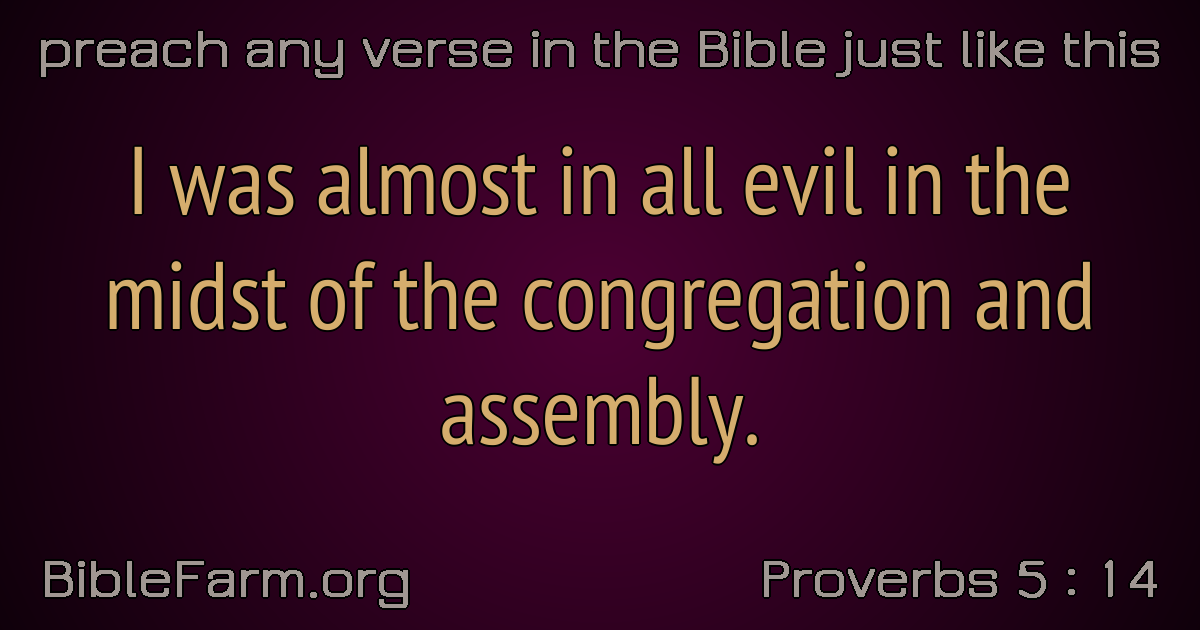 preach any verse in the Bible just like this
I was almost in all evil in the
midst of the congregation and
assembly.
BibleFarm.org
Proverbs 5 : 14